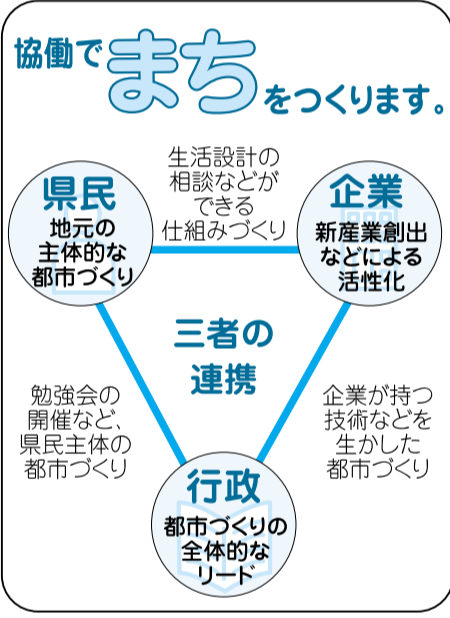 協働でまちをつくります。
生活設計の
相談などが
できる
仕組みづくり
県民
地元の
主体的な
都市づくり
企業
新産業創出
などによる
活性化
三者の
連携
勉強会の
開催など、
県民主体の
都市づくり
企業が持つ
技術などを
生かした
都市づくり
行政
都市づくりの
全体的な
リード